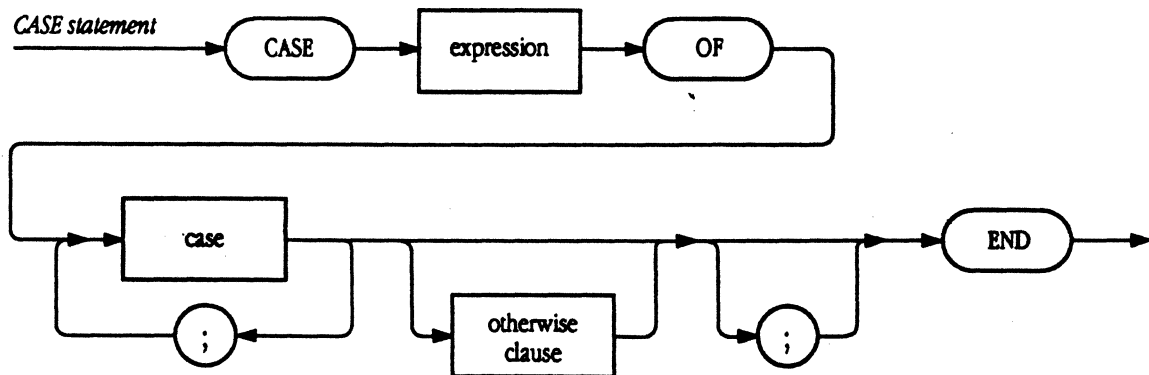 CASE statement
CASE
expression
OF
case
END
otherwise
clause
;
;